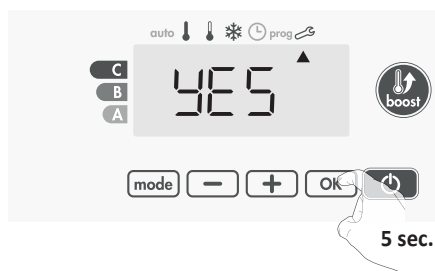 auto prog
C
YES
B
boost
A
mode - + OK
5 sec.